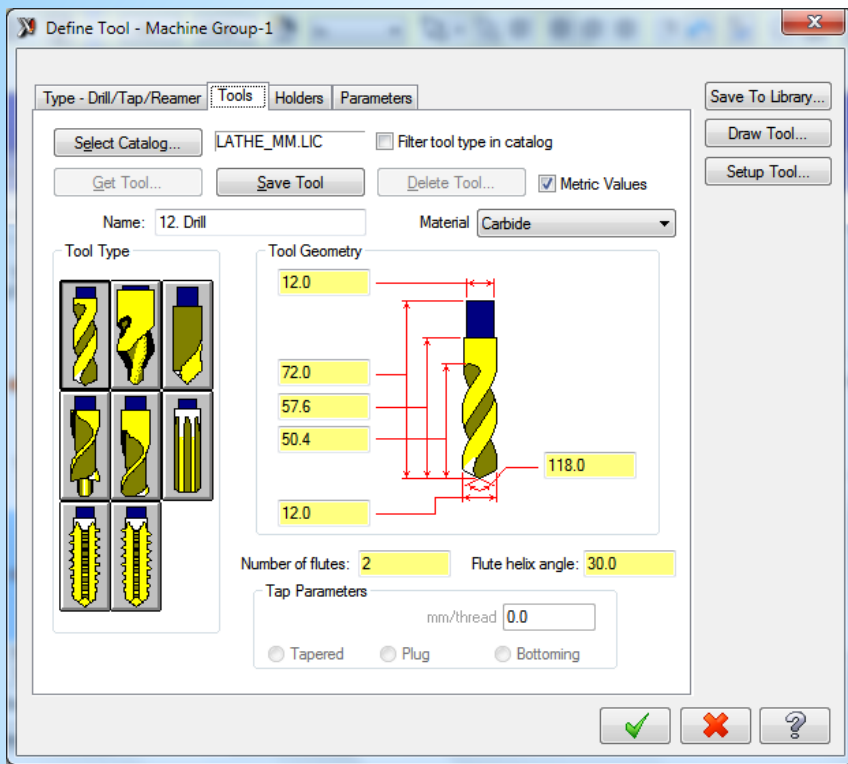 Define Tool - Machine Group-1
Type - Drill/Tap/Reamer Tools Holders Parameters
Save To Library...
Select Catalog... LATHE_MM.LIC Filter tool type in catalog
Draw Tool...
Get Tool... Save Tool Delete Tool... Metric Values
Setup Tool...
Name: 12. Drill Material Carbide
Tool Type
Tool Geometry
12.0
72.0
57.6
50.4
118.0
12.0
Number of flutes: 2 Flute helix angle: 30.0
Tap Parameters
mm/thread 0.0
Tapered Plug Bottoming